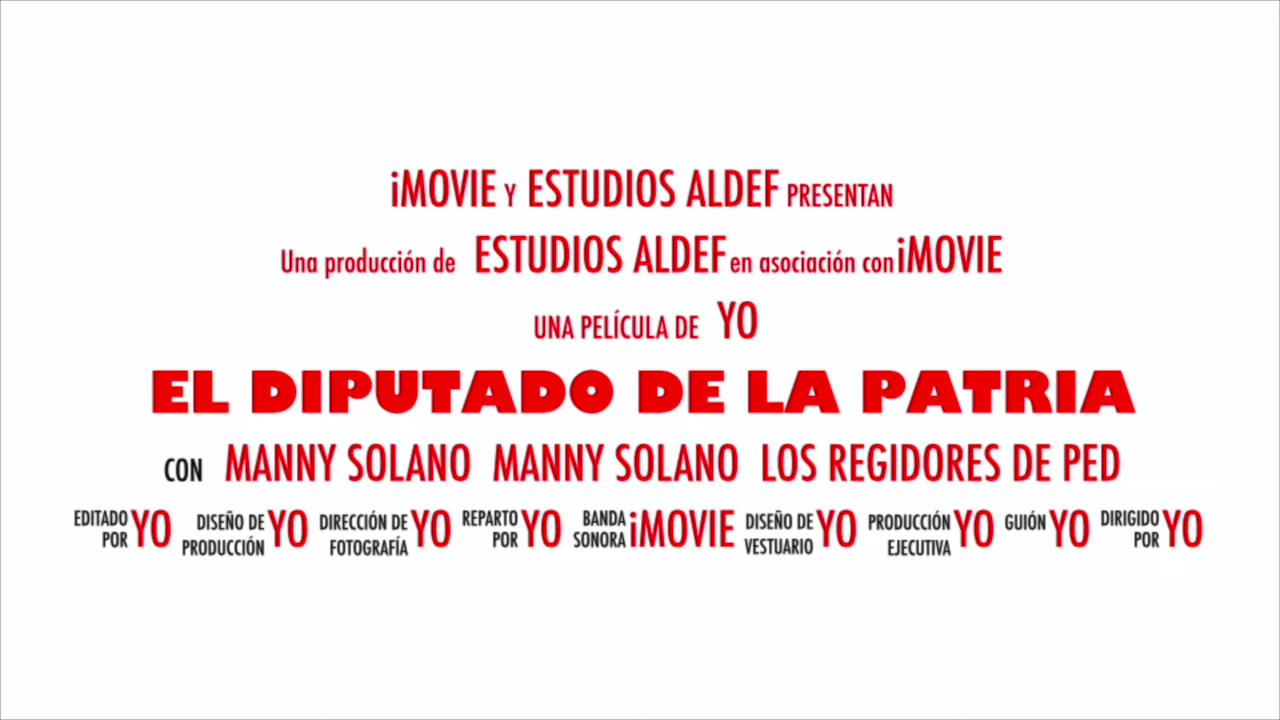 iMOVIE Y ESTUDIOS ALDEF PRESENTAN
Una producción de ESTUDIOS ALDEF en asociación con iMOVIE
UNA PELÍCULA DE YO
EL DIPUTADO DE LA PATRIA
CON MANNY SOLANO MANNY SOLANO LOS REGIDORES DE PED
EDITADO POR YO DISEÑO DE PRODUCCIÓN YO DIRECCIÓN DE FOTOGRAFÍA YO REPARTO POR YO BANDA SONORA iMOVIE DISEÑO DE VESTUARIO YO PRODUCCIÓN EJECUTIVA YO GUIÓN YO DIRIGIDO POR YO